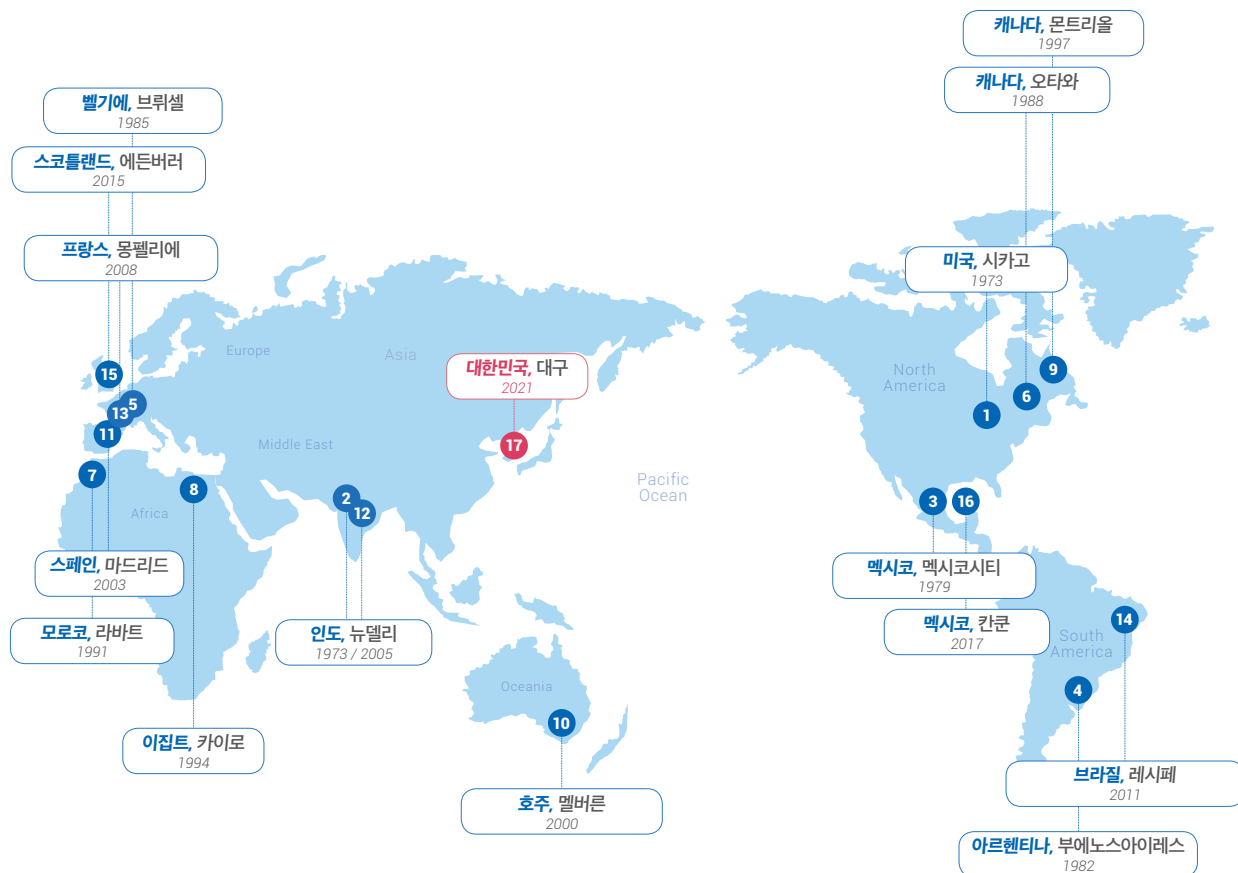 캐나다, 몬트리올
1997
캐나다, 오타와
1988
벨기에, 브뤼셀
1985
스코틀랜드, 에든버러
2015
프랑스, 몽펠리에
2008
미국, 시카고
1973
Europe
Asia
대한민국, 대구
2021
North
America
15
13
5
11
9
6
1
17
Middle East
Pacific
Ocean
7
8
2
12
3
16
Africa
스페인, 마드리드
2003
모로코, 라바트
1991
인도, 뉴델리
1973 / 2005
멕시코, 멕시코시티
1979
멕시코, 칸쿤
2017
14
South
America
4
Oceania
10
이집트, 카이로
1994
호주, 멜버른
2000
브라질, 레시페
2011
아르헨티나, 부에노스아이레스
1982